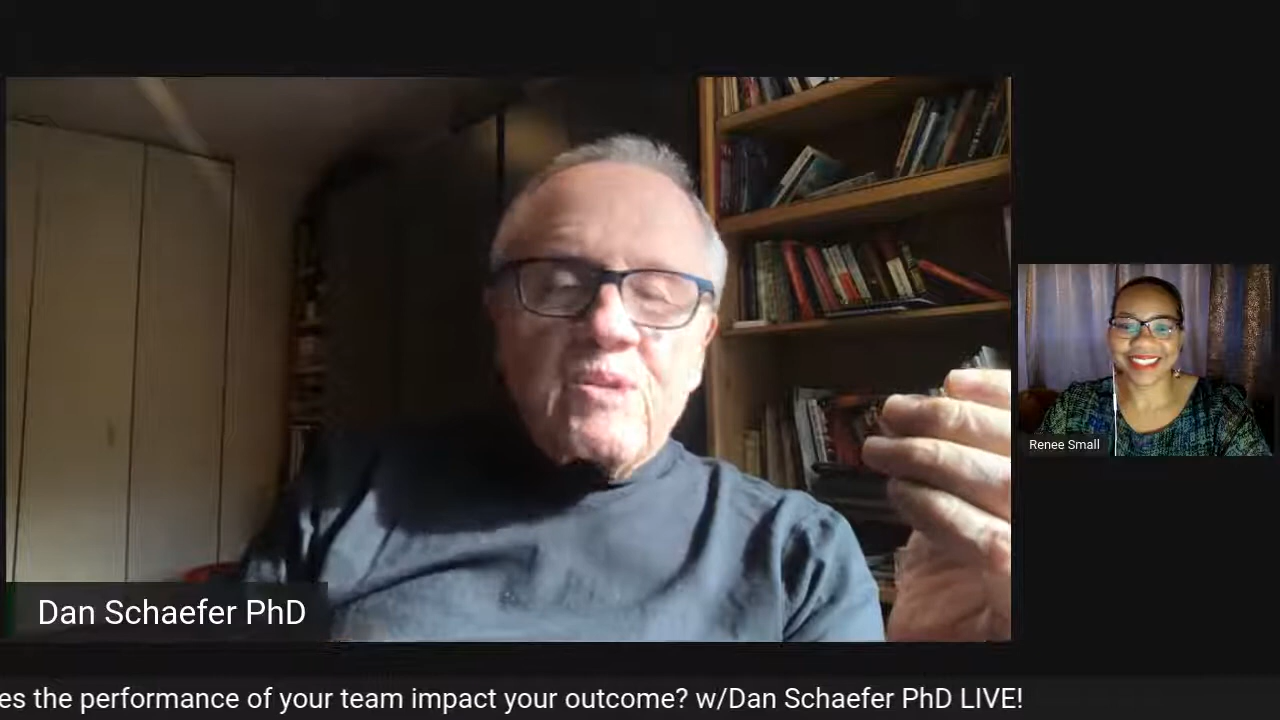 Renee Small
Dan Schaefer PhD
es the performance of your team impact your outcome? w/Dan Schaefer PhD LIVE!